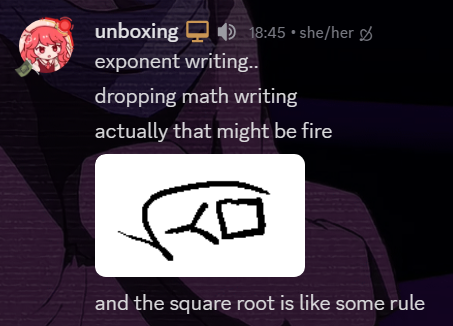 unboxing 18:45 • she/her
exponent writing..
dropping math writing
actually that might be fire
and the square root is like some rule